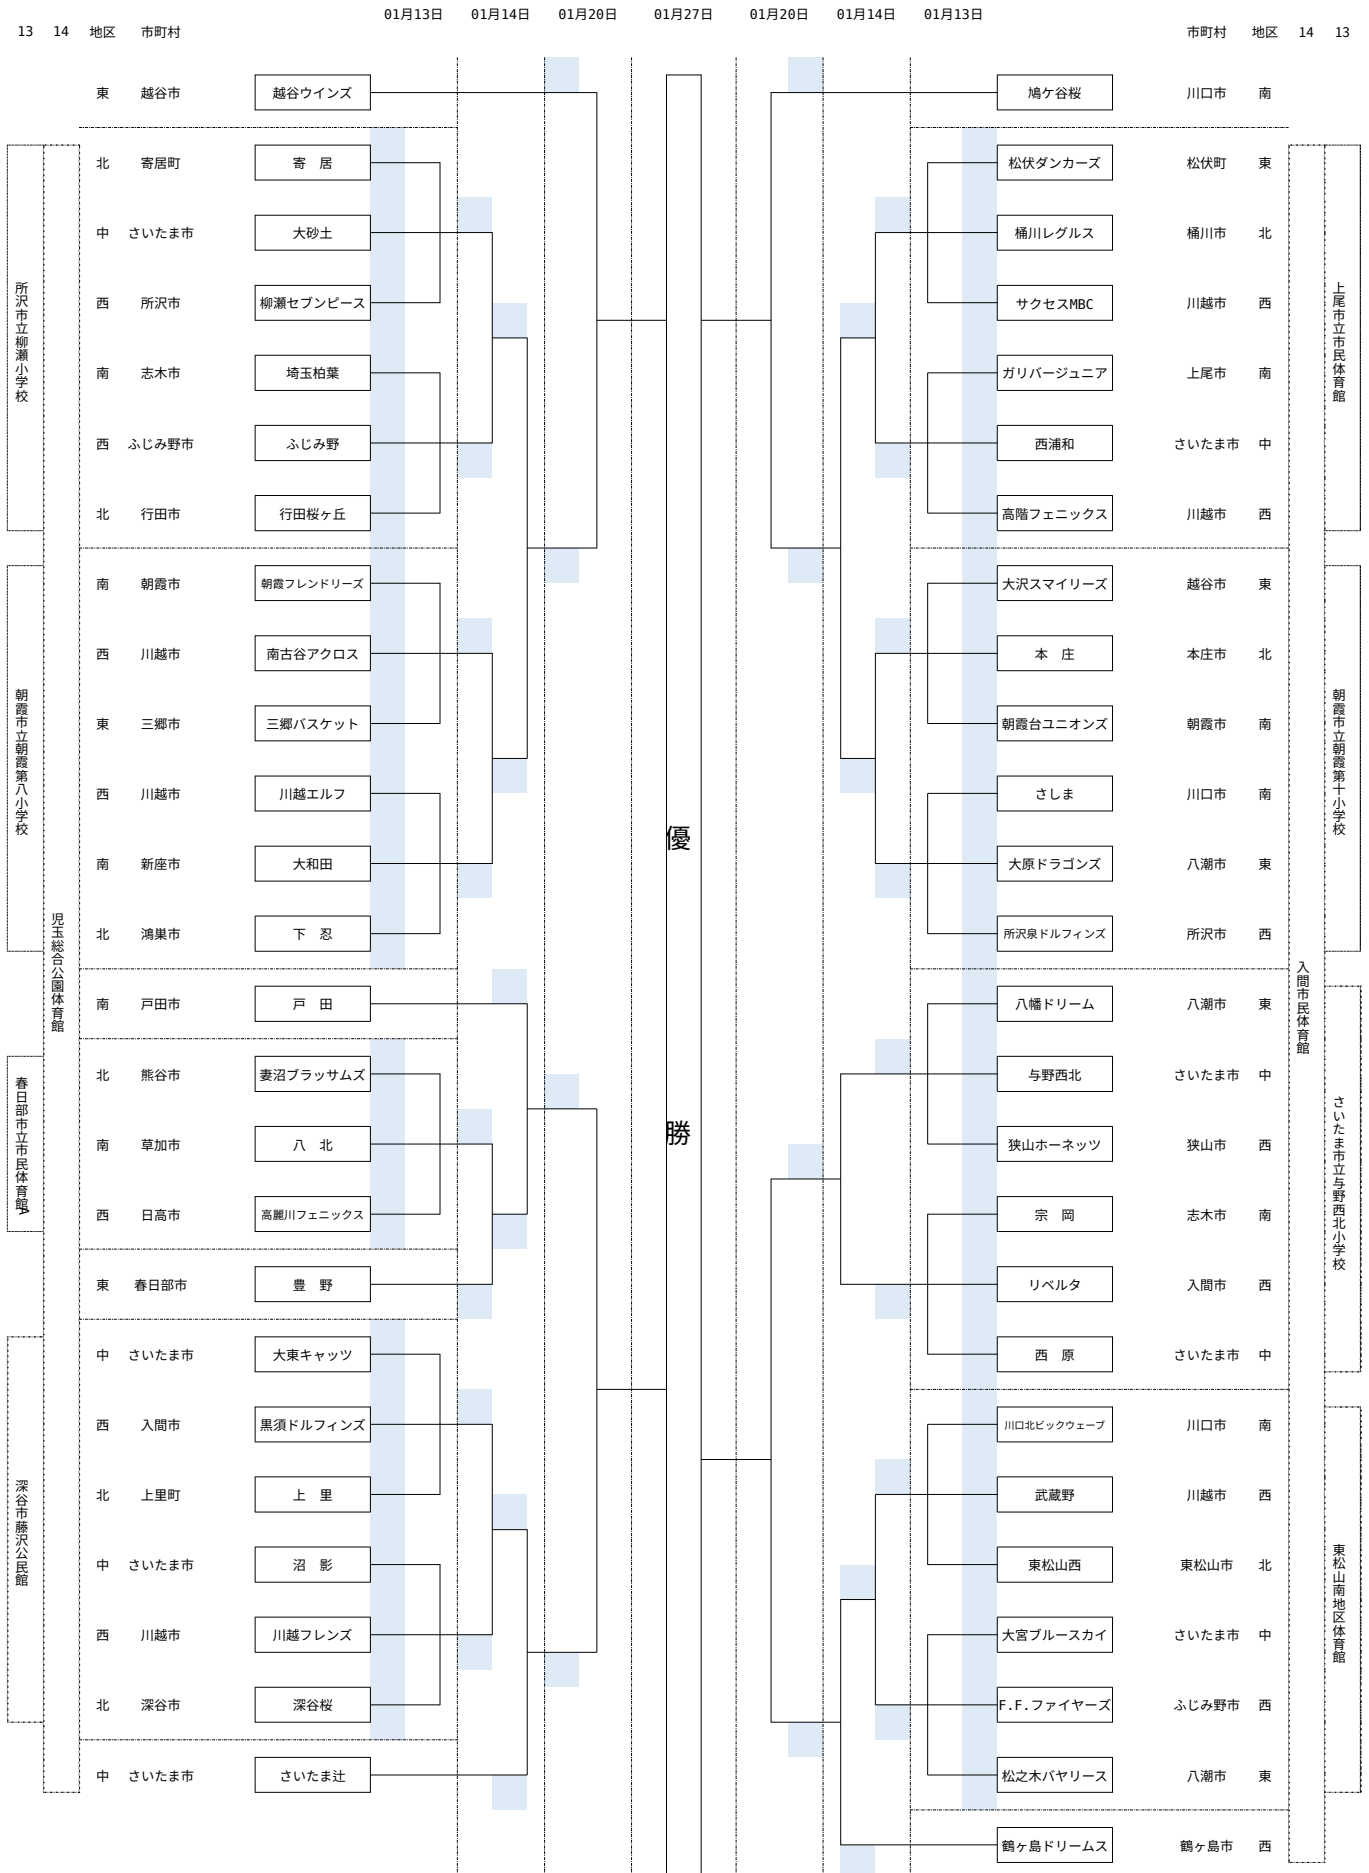 01月13日 01月14日 01月20日 01月27日 01月20日 01月14日 01月13日
13 14 地区 市町村 市町村 地区 14 13
東 越谷市 越谷ウインズ 鳩ケ谷桜 川口市 南
北 寄居町 寄　居 松伏ダンカーズ 松伏町 東
中 さいたま市 大砂土 桶川レグルス 桶川市 北
西 所沢市 柳瀬セブンピース サクセスMBC 川越市 西
南 志木市 埼玉柏葉 ガリバージュニア 上尾市 南
西 ふじみ野市 ふじみ野 西浦和 さいたま市 中
北 行田市 行田桜ヶ丘 高階フェニックス 川越市 西
南 朝霞市 朝霞フレンドリーズ 大沢スマイリーズ 越谷市 東
西 川越市 南古谷アクロス 本　庄 本庄市 北
東 三郷市 三郷バスケット 朝霞台ユニオンズ 朝霞市 南
西 川越市 川越エルフ さしま 川口市 南
南 新座市 大和田 大原ドラゴンズ 八潮市 東
北 鴻巣市 下　忍 所沢泉ドルフィンズ 所沢市 西
南 戸田市 戸　田 八幡ドリーム 八潮市 東
北 熊谷市 妻沼ブラッサムズ 与野西北 さいたま市 中
南 草加市 八　北 狭山ホーネッツ 狭山市 西
西 日高市 高麗川フェニックス 宗　岡 志木市 南
東 春日部市 豊　野 リベルタ 入間市 西
中 さいたま市 大東キャッツ 西　原 さいたま市 中
西 入間市 黒須ドルフィンズ 川口北ビックウェーブ 川口市 南
北 上里町 上　里 武蔵野 川越市 西
中 さいたま市 沼　影 東松山西 東松山市 北
西 川越市 川越フレンズ 大宮ブルースカイ さいたま市 中
北 深谷市 深谷桜 F.F.ファイヤーズ ふじみ野市 西
中 さいたま市 さいたま辻 松之木バヤリース 八潮市 東
鶴ヶ島ドリームス 鶴ヶ島市 西
所沢市立柳瀬小学校
朝霞市立朝霞第八小学校
春日部市立市民体育館A
深谷市藤沢公民館
児玉総合公園体育館
優勝
入間市民体育館
上尾市立市民体育館
朝霞市立朝霞第十小学校
さいたま市立与野西北小学校
東松山南地区体育館